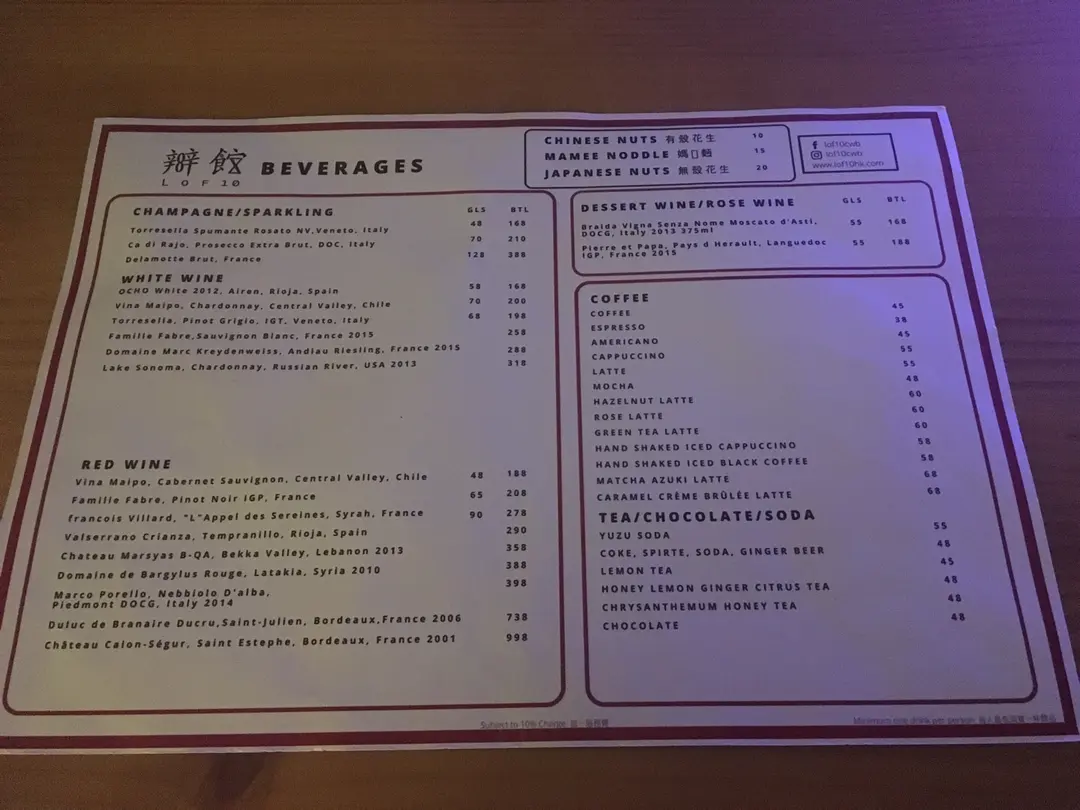 辯館
LOF10
BEVERAGES
CHINESE NUTS 有殼花生 10
MAMEE NODDLE 媽▯麵 15
JAPANESE NUTS 無殼花生 20
lof10cwb
lof10cwb
www.lof10hk.com
CHAMPAGNE/SPARKLING GLS BTL
Torresella Spumante Rosato NV,Veneto, Italy 48 168
Ca di Rajo, Prosecco Extra Brut, DOC, Italy 70 210
Delamotte Brut, France 128 388
WHITE WINE
OCHO White 2012, Airen, Rioja, Spain 58 168
Vina Maipo, Chardonnay, Central Valley, Chile 70 200
Torresella, Pinot Grigio, IGT, Veneto, Italy 68 198
Famille Fabre,Sauvignon Blanc, France 2015 258
Domaine Marc Kreydenweiss, Andlau Riesling, France 2015 288
Lake Sonoma, Chardonnay, Russian River, USA 2013 318
RED WINE
Vina Maipo, Cabernet Sauvignon, Central Valley, Chile 48 188
Famille Fabre, Pinot Noir IGP, France 65 208
francois Villard, "L"Appel des Sereines, Syrah, France 90 278
Valserrano Crianza, Tempranillo, Rioja, Spain 290
Chateau Marsyas B-QA, Bekka Valley, Lebanon 2013 358
Domaine de Bargylus Rouge, Latakia, Syria 2010 388
Marco Porello, Nebbiolo D'alba, 398
Piedmont DOCG, Italy 2014
Duluc de Branaire Ducru,Saint-Julien, Bordeaux,France 2006 738
Château Calon-Ségur, Saint Estephe, Bordeaux, France 2001 998
DESSERT WINE/ROSE WINE GLS BTL
Braida Vigna Senza Nome Moscato d'Asti, 55 168
DOCG, Italy 2013 375ml
Pierre et Papa, Pays d Herault, Languedoc 55 188
IGP, France 2015
COFFEE
COFFEE 45
ESPRESSO 38
AMERICANO 45
CAPPUCCINO 55
LATTE 55
MOCHA 48
HAZELNUT LATTE 60
ROSE LATTE 60
GREEN TEA LATTE 60
HAND SHAKED ICED CAPPUCCINO 58
HAND SHAKED ICED BLACK COFFEE 58
MATCHA AZUKI LATTE 68
CARAMEL CRÈME BRÛLÉE LATTE 68
TEA/CHOCOLATE/SODA
YUZU SODA 55
COKE, SPIRTE, SODA, GINGER BEER 48
LEMON TEA 45
HONEY LEMON GINGER CITRUS TEA 48
CHRYSANTHEMUM HONEY TEA 48
CHOCOLATE 48
Subject to 10% Charge
Minimum one drink per person